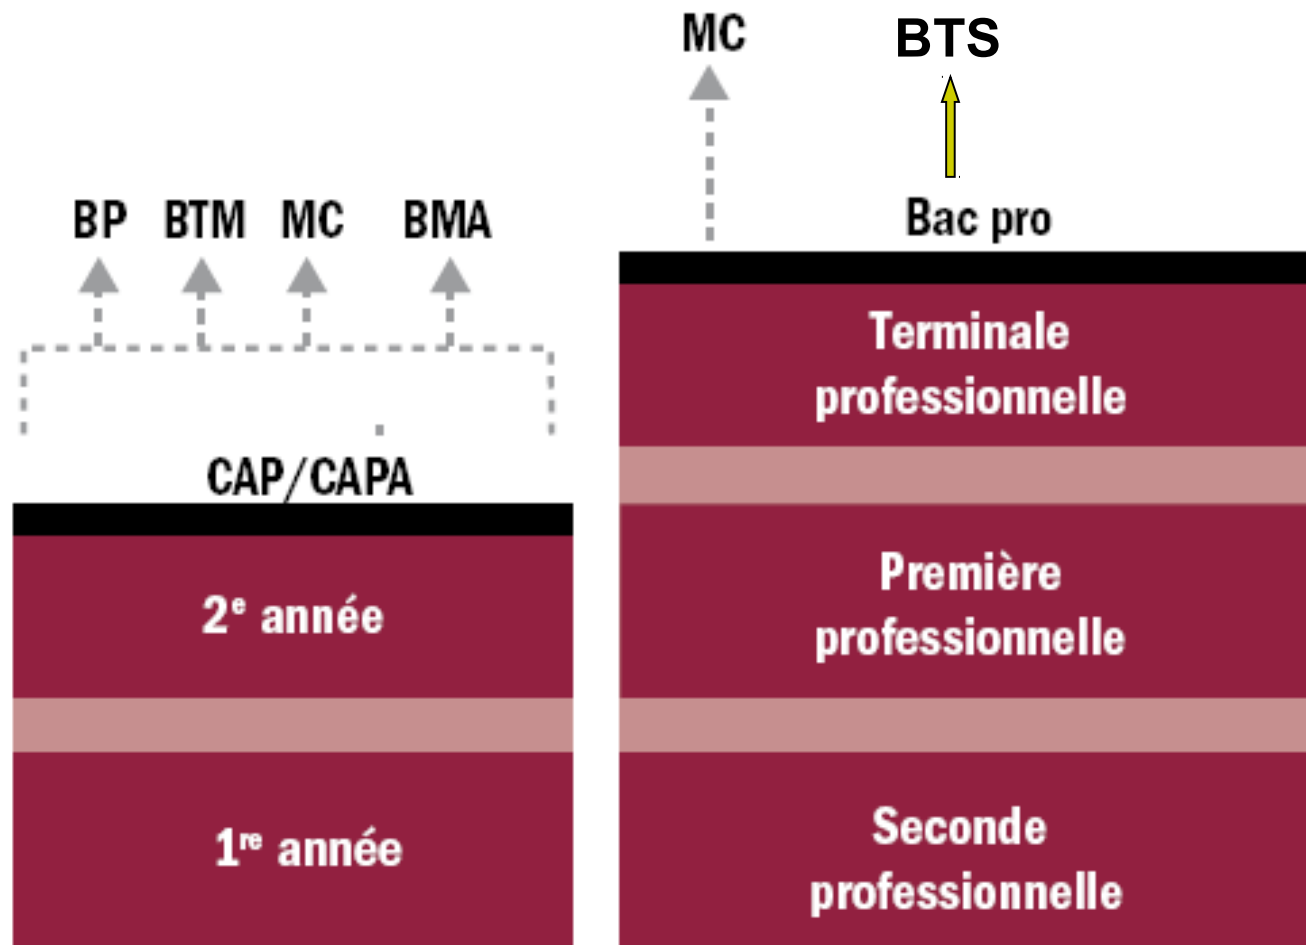 MC
BTS
BP BTM MC BMA
Bac pro
Terminale
professionnelle
CAP/CAPA
2e année
Première
professionnelle
1re année
Seconde
professionnelle